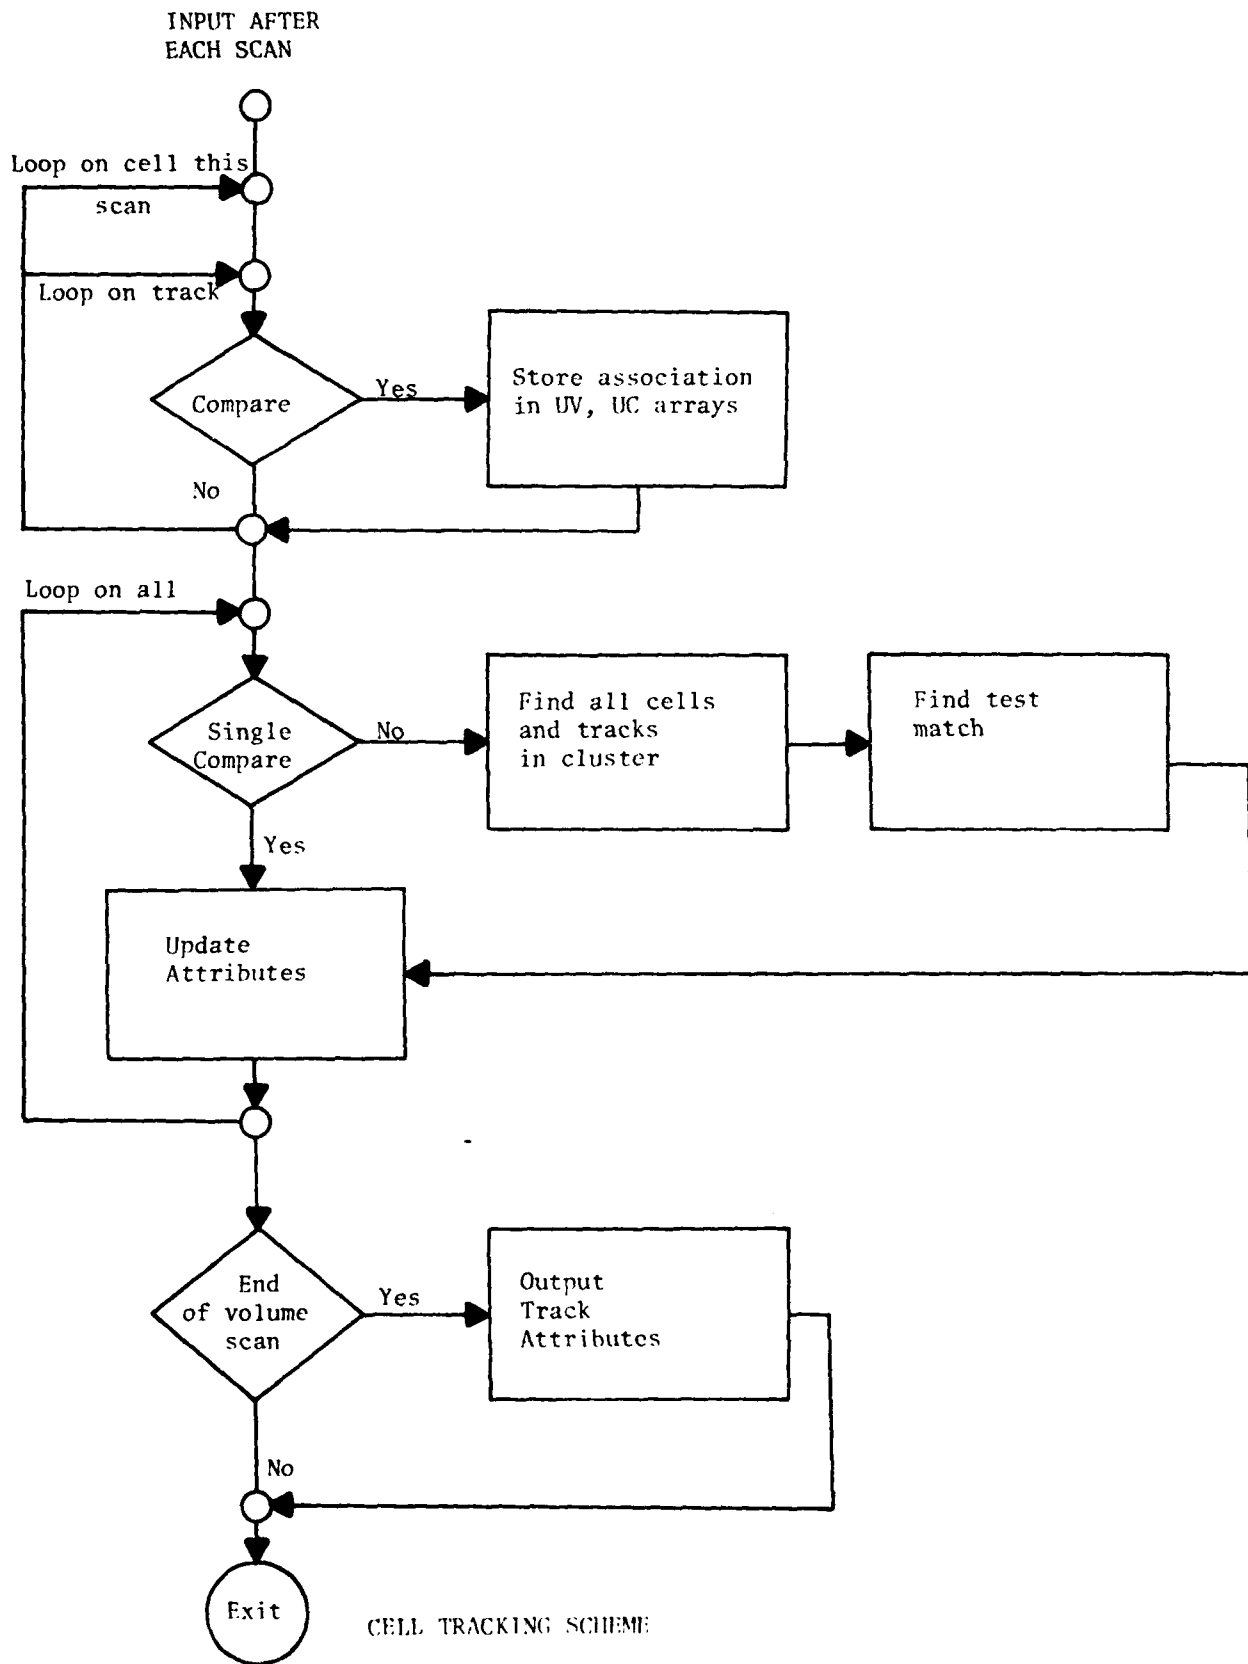 INPUT AFTER
EACH SCAN
Loop on cell this
scan
Loop on track
Compare
Yes
Store association
in UV, UC arrays
No
Loop on all
Single
Compare
No
Find all cells
and tracks
in cluster
Find test
match
Yes
Update
Attributes
End
of volume
scan
Yes
Output
Track
Attributes
No
Exit
CELL TRACKING SCHEME